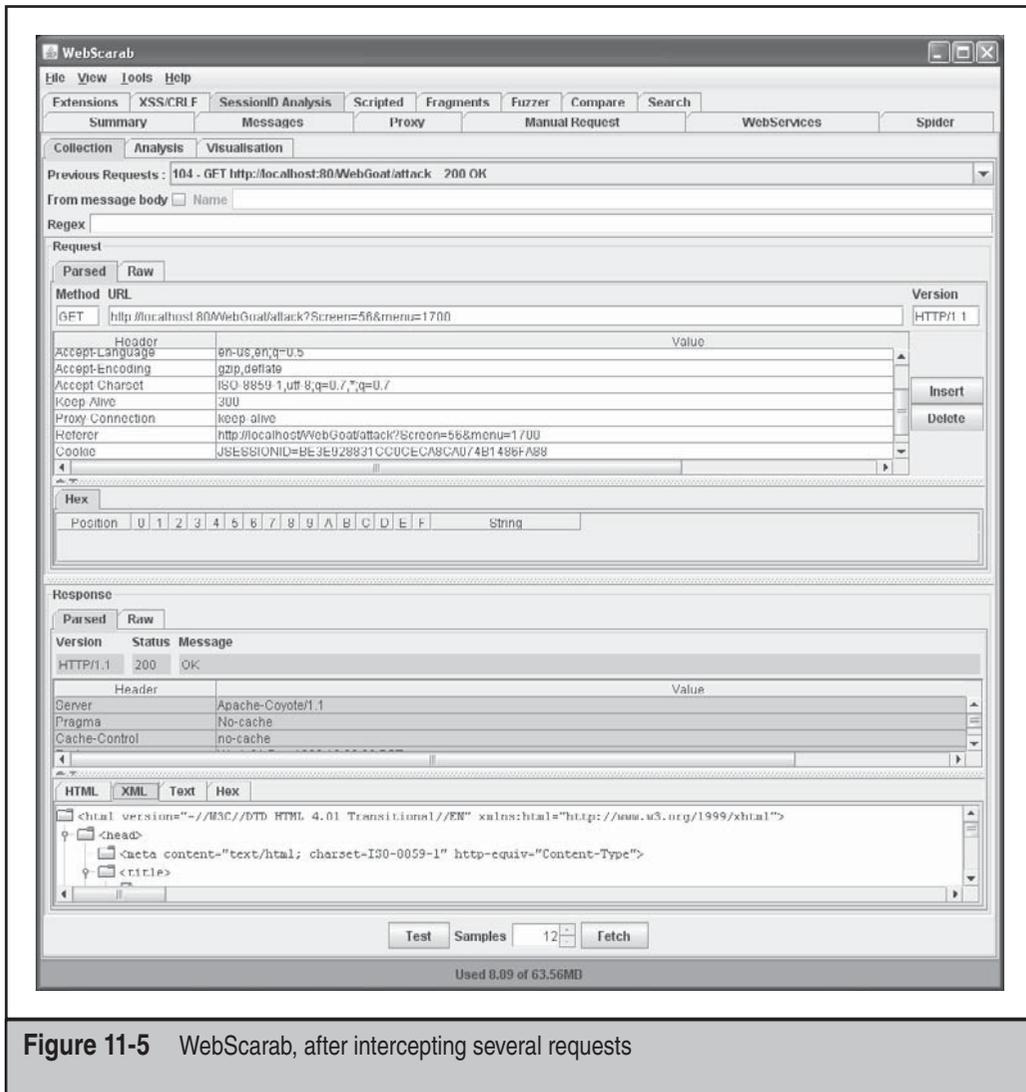 WebScarab
File View Tools Help
Extensions XSS/CRLF SessionID Analysis Scripted Fragments Fuzzer Compare Search
Summary Messages Proxy Manual Request WebServices Spider
Collection Analysis Visualisation
Previous Requests : 104 - GET http://localhost:80/WebGoat/attack 200 OK
From message body Name
Regex
Request
Parsed Raw
Method URL Version
GET http://localhost:80/WebGoat/attack?Screen=56&menu=1700 HTTP/1.1
Header Value
Accept-Language en-us,en;q=0.5
Accept-Encoding gzip,deflate
Accept-Charset ISO-8859-1,utf-8;q=0.7,*;q=0.7
Keep-Alive 300
Proxy-Connection keep-alive
Referer http://localhost/WebGoat/attack?Screen=56&menu=1700
Cookie
Hex
Position 0 1 2 3 4 5 6 7 8 9 A B C D E F String
Response
Parsed Raw
Version Status Message
HTTP/1.1 200 OK
Header Value
Server Apache-Coyote/1.1
Pragma No-cache
Cache-Control no-cache
HTML XML Text Hex
<html version="-//W3C//DTD HTML 4.01 Transitional//EN" xmlns:html="http://www.w3.org/1999/xhtml">
<head>
<meta content="text/html; charset=ISO-8859-1" http-equiv="Content-Type">
<title>
Test Samples 12 Fetch
Used 8.89 of 63.56MB
Figure 11-5 WebScarab, after intercepting several requests